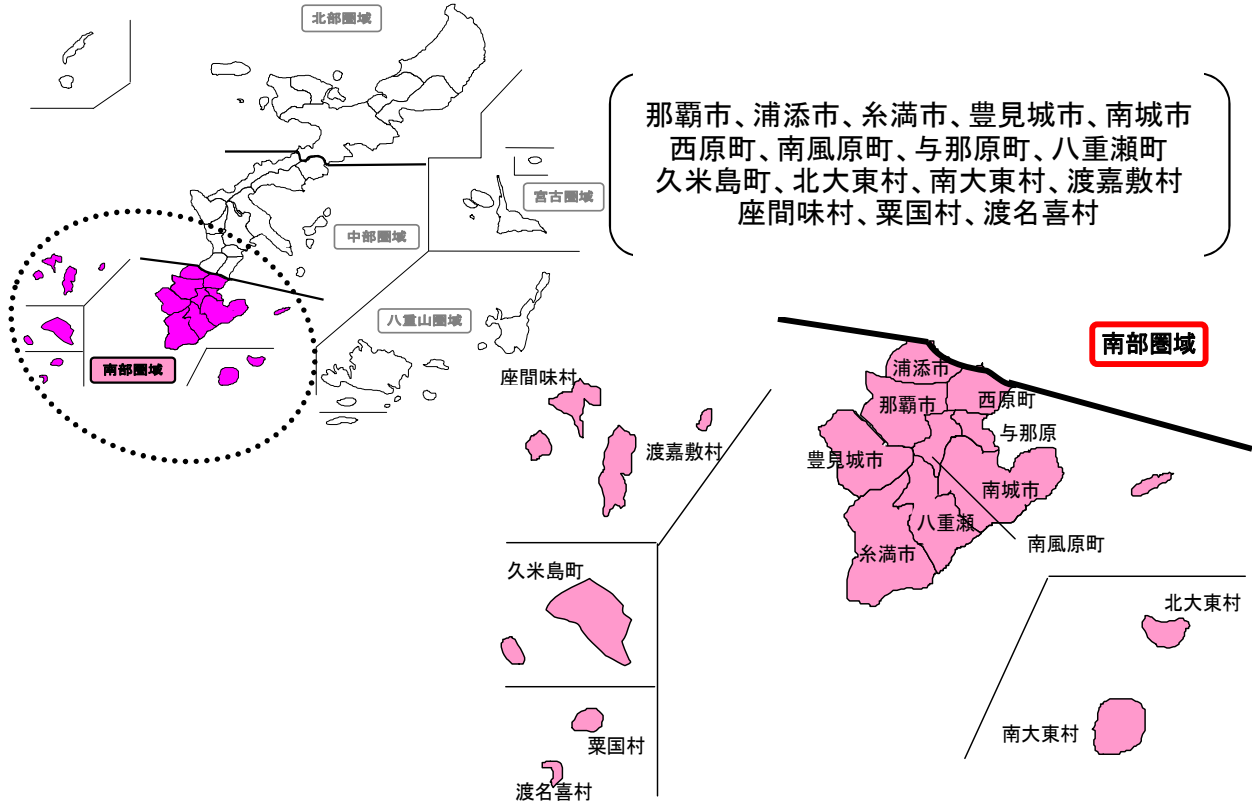 北部圏域
那覇市、浦添市、糸満市、豊見城市、南城市
西原町、南風原町、与那原町、八重瀬町
久米島町、北大東村、南大東村、渡嘉敷村
座間味村、粟国村、渡名喜村
宮古圏域
中部圏域
八重山圏域
南部圏域
南部圏域
浦添市
座間味村
那覇市
西原町
与那原
渡嘉敷村
豊見城市
南城市
八重瀬
南風原町
糸満市
久米島町
北大東村
南大東村
粟国村
渡名喜村